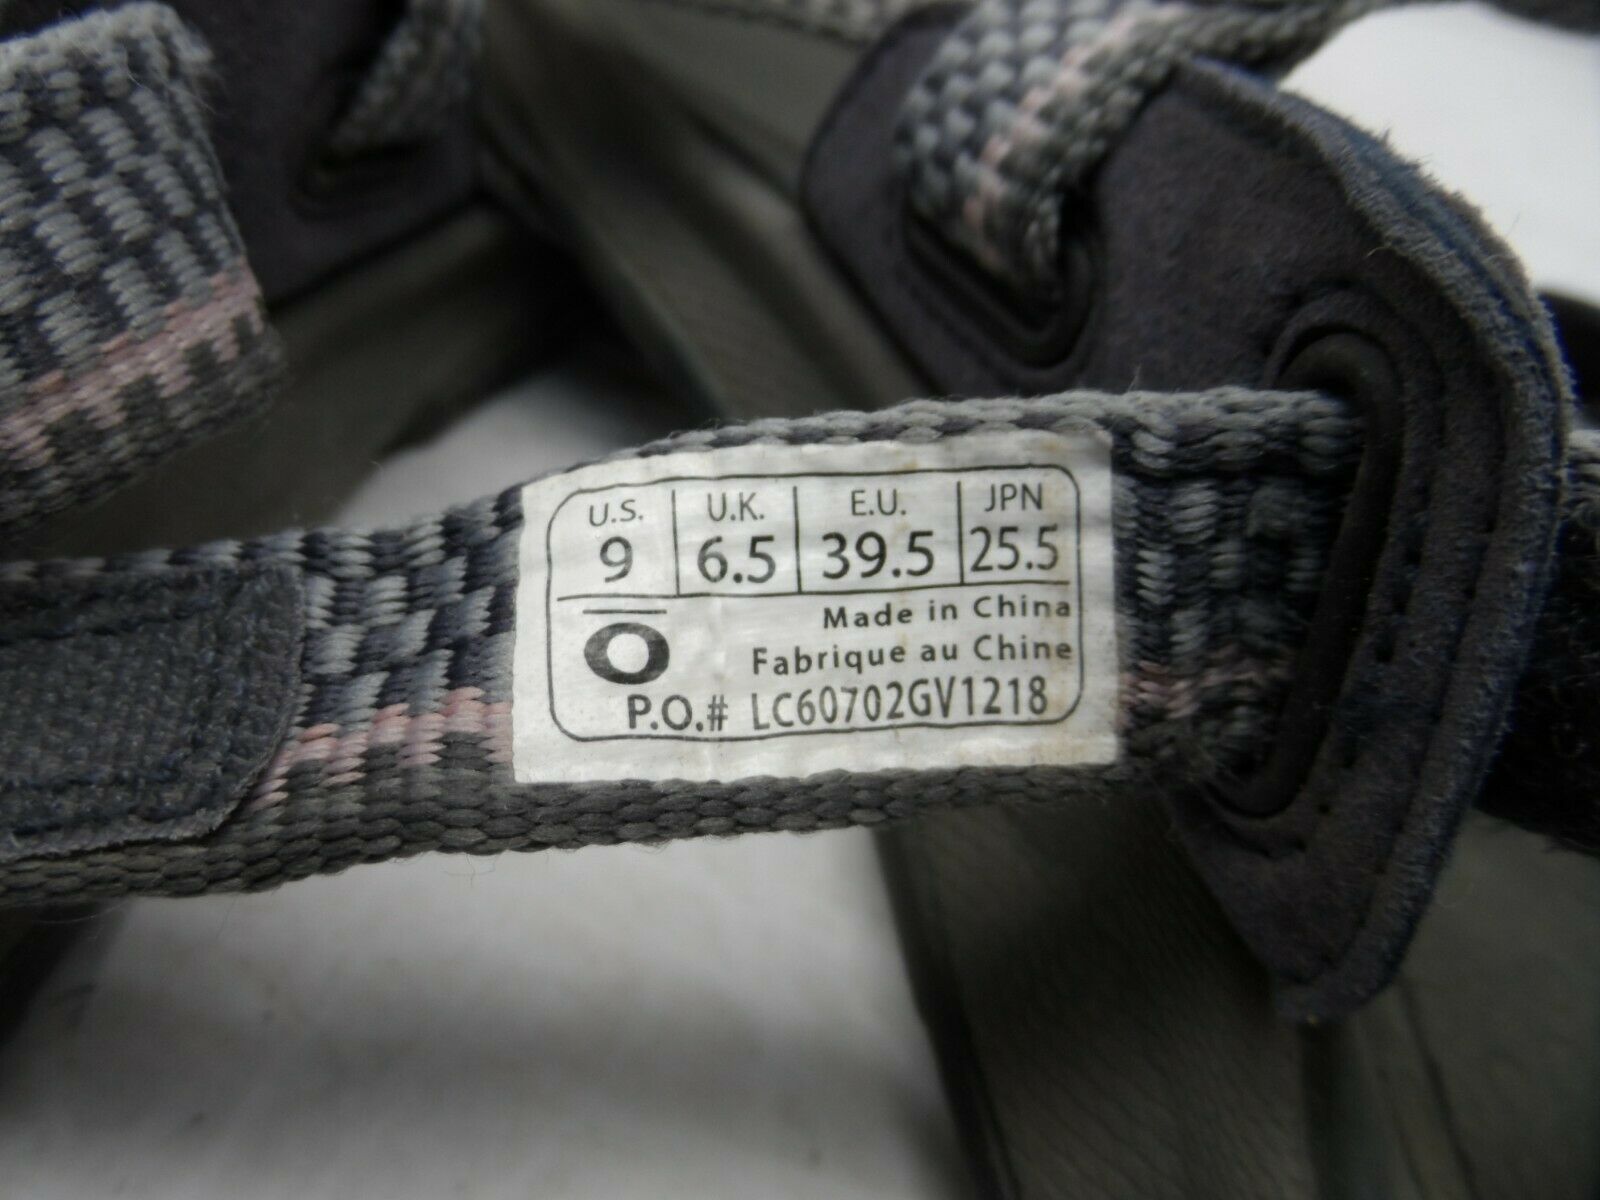 U.S. U.K. E.U. JPN
9 6.5 39.5 25.5
Made in China
O Fabrique au Chine
P.O.# LC60702GV1218